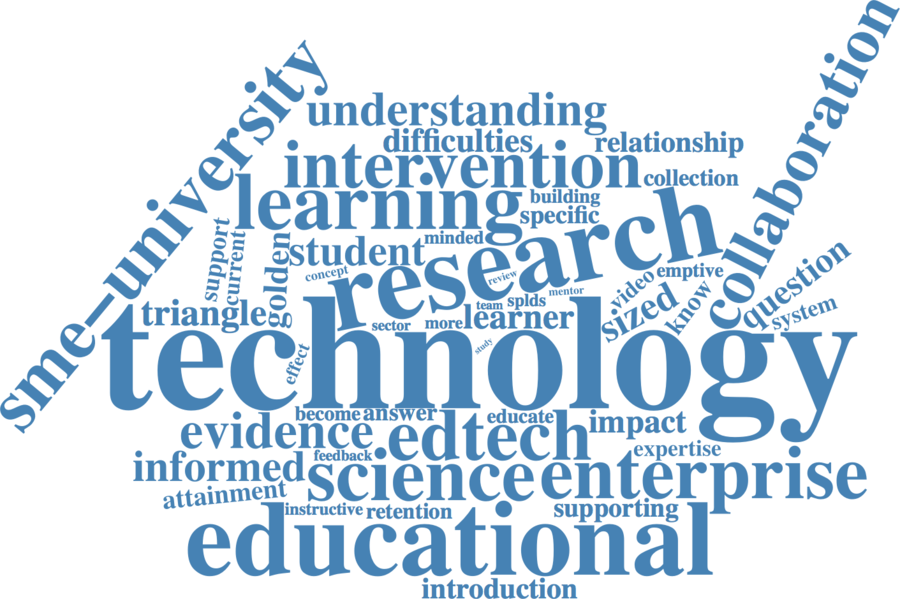 sme-university
collaboration
understanding
difficulties
relationship
intervention
collection
learning
building
specific
research
support
current
golden
student
minded
concept
review
mentor
video
emptive
question
sized
know
system
triangle
team
splds
sector
more
learner
technology
study
effect
become
answer
educate
impact
evidence
edtech
expertise
informed
feedback
science
enterprise
attainment
instructive
retention
supporting
educational
introduction